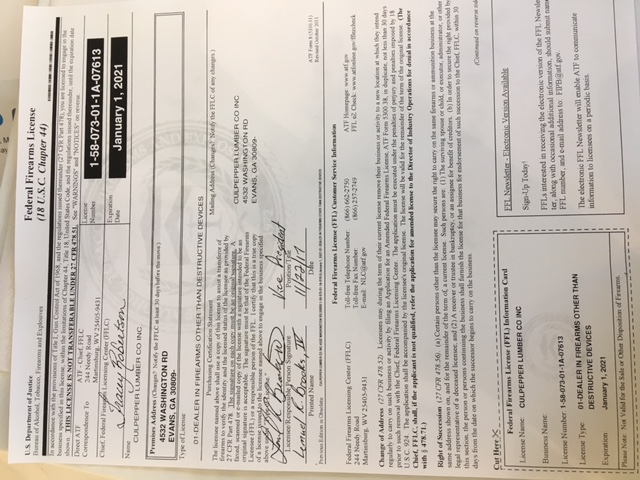 U.S. Department of Justice
Bureau of Alcohol, Tobacco, Firearms and Explosives
Federal Firearms License
(18 U.S.C. Chapter 44)
In accordance with the provisions of Title I, Gun Control Act of 1968, and the regulations issued thereunder (27 CFR Part 478), you are licensed to engage in the
business specified in this license, within the limitations of Chapter 44, Title 18, United States Code, and the regulations issued thereunder, until the expiration date
shown. THIS LICENSE IS NOT TRANSFERABLE UNDER 27 CFR 478.51. See "WARNINGS" and "NOTICES" on reverse.
Direct ATF
Correspondence To
ATF - Chief, FFLC
244 Needy Road
Martinsburg, WV 25405-9431
License
Number
1-58-073-01-1A-07613
Chief, Federal Firearms Licensing Center (FFLC)
Tracey Robertson
Expiration
Date
January 1, 2021
Name
CULPEPPER LUMBER CO INC
Premises Address (Changes? Notify the FFLC at least 30 days before the move.)
4532 WASHINGTON RD
EVANS, GA 30809-
Type of License
01-DEALER IN FIREARMS OTHER THAN DESTRUCTIVE DEVICES
Purchasing Certification Statement
The licensee named above shall use a copy of this license to assist a transferor of
firearms to verify the identity and the licensed status of the licensee as provided by
27 CFR Part 478. The signature on each copy must be an original signature. A
faxed, scanned or e-mailed copy of the license with a signature intended to be an
original signature is acceptable. The signature must be that of the Federal Firearms
Licensee (FFL) or a responsible person of the FFL. I certify that this is a true copy
of a license issued to the licensee named above to engage in the business specified
above under
Mailing Address (Changes? Notify the FFLC of any changes.)
CULPEPPER LUMBER CO INC
4532 WASHINGTON RD
EVANS, GA 30809-
Vice President
Licensee/Responsible Person Signature
Position/Title
Lemuel R. Brooks, IV
11/22/17
Printed Name
Date
Previous Edition is Obsolete
ATF Form 8 (5310.11)
Revised October 2011
Federal Firearms License (FFL) Customer Service Information
Federal Firearms Licensing Center (FFLC)
244 Needy Road
Martinsburg, WV 25405-9431
Toll-free Telephone Number: (866) 662-2750
Toll-free Fax Number: (866) 257-2749
E-mail: NLC@atf.gov
ATF Homepage: www.atf.gov
FFL eZ Check: www.atfonline.gov/fflezcheck
Change of Address (27 CFR 478.52). Licensees may during the term of their current license remove their business or activity to a new location at which they intend
regularly to carry on such business or activity by filing an Application for an Amended Federal Firearms License, ATF Form 5300.38, in duplicate, not less than 30 days
prior to such removal with the Chief, Federal Firearms Licensing Center. The application must be executed under the penalties of perjury and penalties imposed by 18
U.S.C. 924. The application shall be accompanied by the licensee's original license. The license will be valid for the remainder of the term of the original license. (The
Chief, FFLC, shall, if the applicant is not qualified, refer the application for amended license to the Director of Industry Operations for denial in accordance
with § 478.71.)
Right of Succession (27 CFR 478.56). (a) Certain persons other than the licensee may secure the right to carry on the same firearms or ammunition business at the
same address shown on, and for the remainder of the term of, a current license. Such persons are: (1) The surviving spouse or child, or executor, administrator, or other
legal representative of a deceased licensee; and (2) A receiver or trustee in bankruptcy, or an assignee for benefit of creditors. (b) In order to secure the right provided by
this section, the person or persons continuing the business shall furnish the license for that business for endorsement of such succession to the Chief, FFLC, within 30
days from the date on which the successor begins to carry on the business.
(Continued on reverse side
Cut Here
Federal Firearms License (FFL) Information Card
License Name: CULPEPPER LUMBER CO INC
Business Name:
License Number: 1-58-073-01-1A-07613
License Type: 01-DEALER IN FIREARMS OTHER THAN
DESTRUCTIVE DEVICES
Expiration: January 1, 2021
Please Note: Not Valid for the Sale or Other Disposition of Firearms.
FFL Newsletter - Electronic Version Available
Sign-Up Today!
FFLs interested in receiving the electronic version of the FFL Newslet
ter, along with occasional additional information, should submit name
FFL number, and e-mail address to: FIPB@atf.gov.
The electronic FFL Newsletter will enable ATF to communicate
information to licensees on a periodic basis.